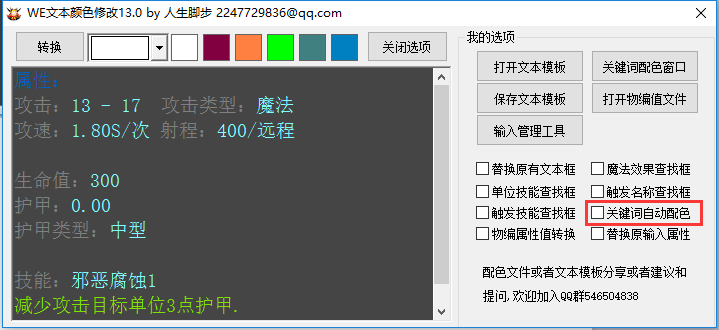 WE文本颜色修改13.0 by 人生脚步 2247729836@qq.com
转换
关闭选项
属性:
攻击: 13 - 17 攻击类型: 魔法
攻速: 1.80S/次 射程: 400/远程
生命值: 300
护甲: 0.00
护甲类型: 中型
技能: 邪恶腐蚀1
减少攻击目标单位3点护甲.
我的选项
打开文本模板 关键词配色窗口
保存文本模板 打开物编值文件
输入管理工具
替换原有文本框 魔法效果查找框
单位技能查找框 触发名称查找框
触发技能查找框 关键词自动配色
物编属性值转换 替换原输入属性
配色文件或者文本模板分享或者建议和
提问, 欢迎加入QQ群546504838